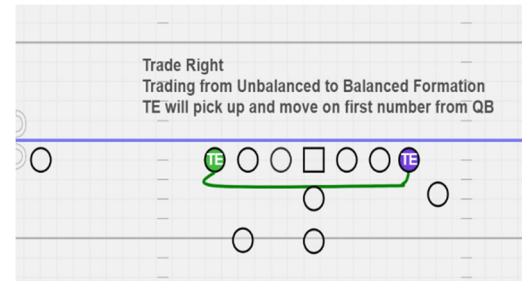 Trade Right
Trading from Unbalanced to Balanced Formation
TE will pick up and move on first number from QB
TE TE